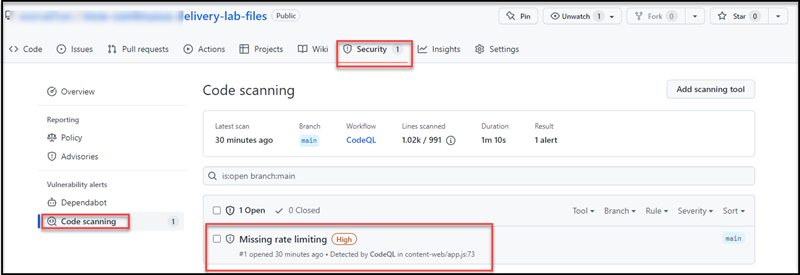 elivery-lab-files Public Pin Unwatch 1 Fork 0 Star 0
Code Issues Pull requests Actions Projects Wiki Security 1 Insights Settings
Overview
Reporting
Policy
Advisories
Vulnerability alerts
Dependabot
Code scanning 1
Code scanning Add scanning tool
Latest scan Branch Workflow Lines scanned Duration Result
30 minutes ago main CodeQL 1.02k / 991 1m 10s 1 alert
is:open branch:main
1 Open 0 Closed Tool Branch Rule Severity Sort
Missing rate limiting High main
#1 opened 30 minutes ago • Detected by CodeQL in content-web/app.js:73